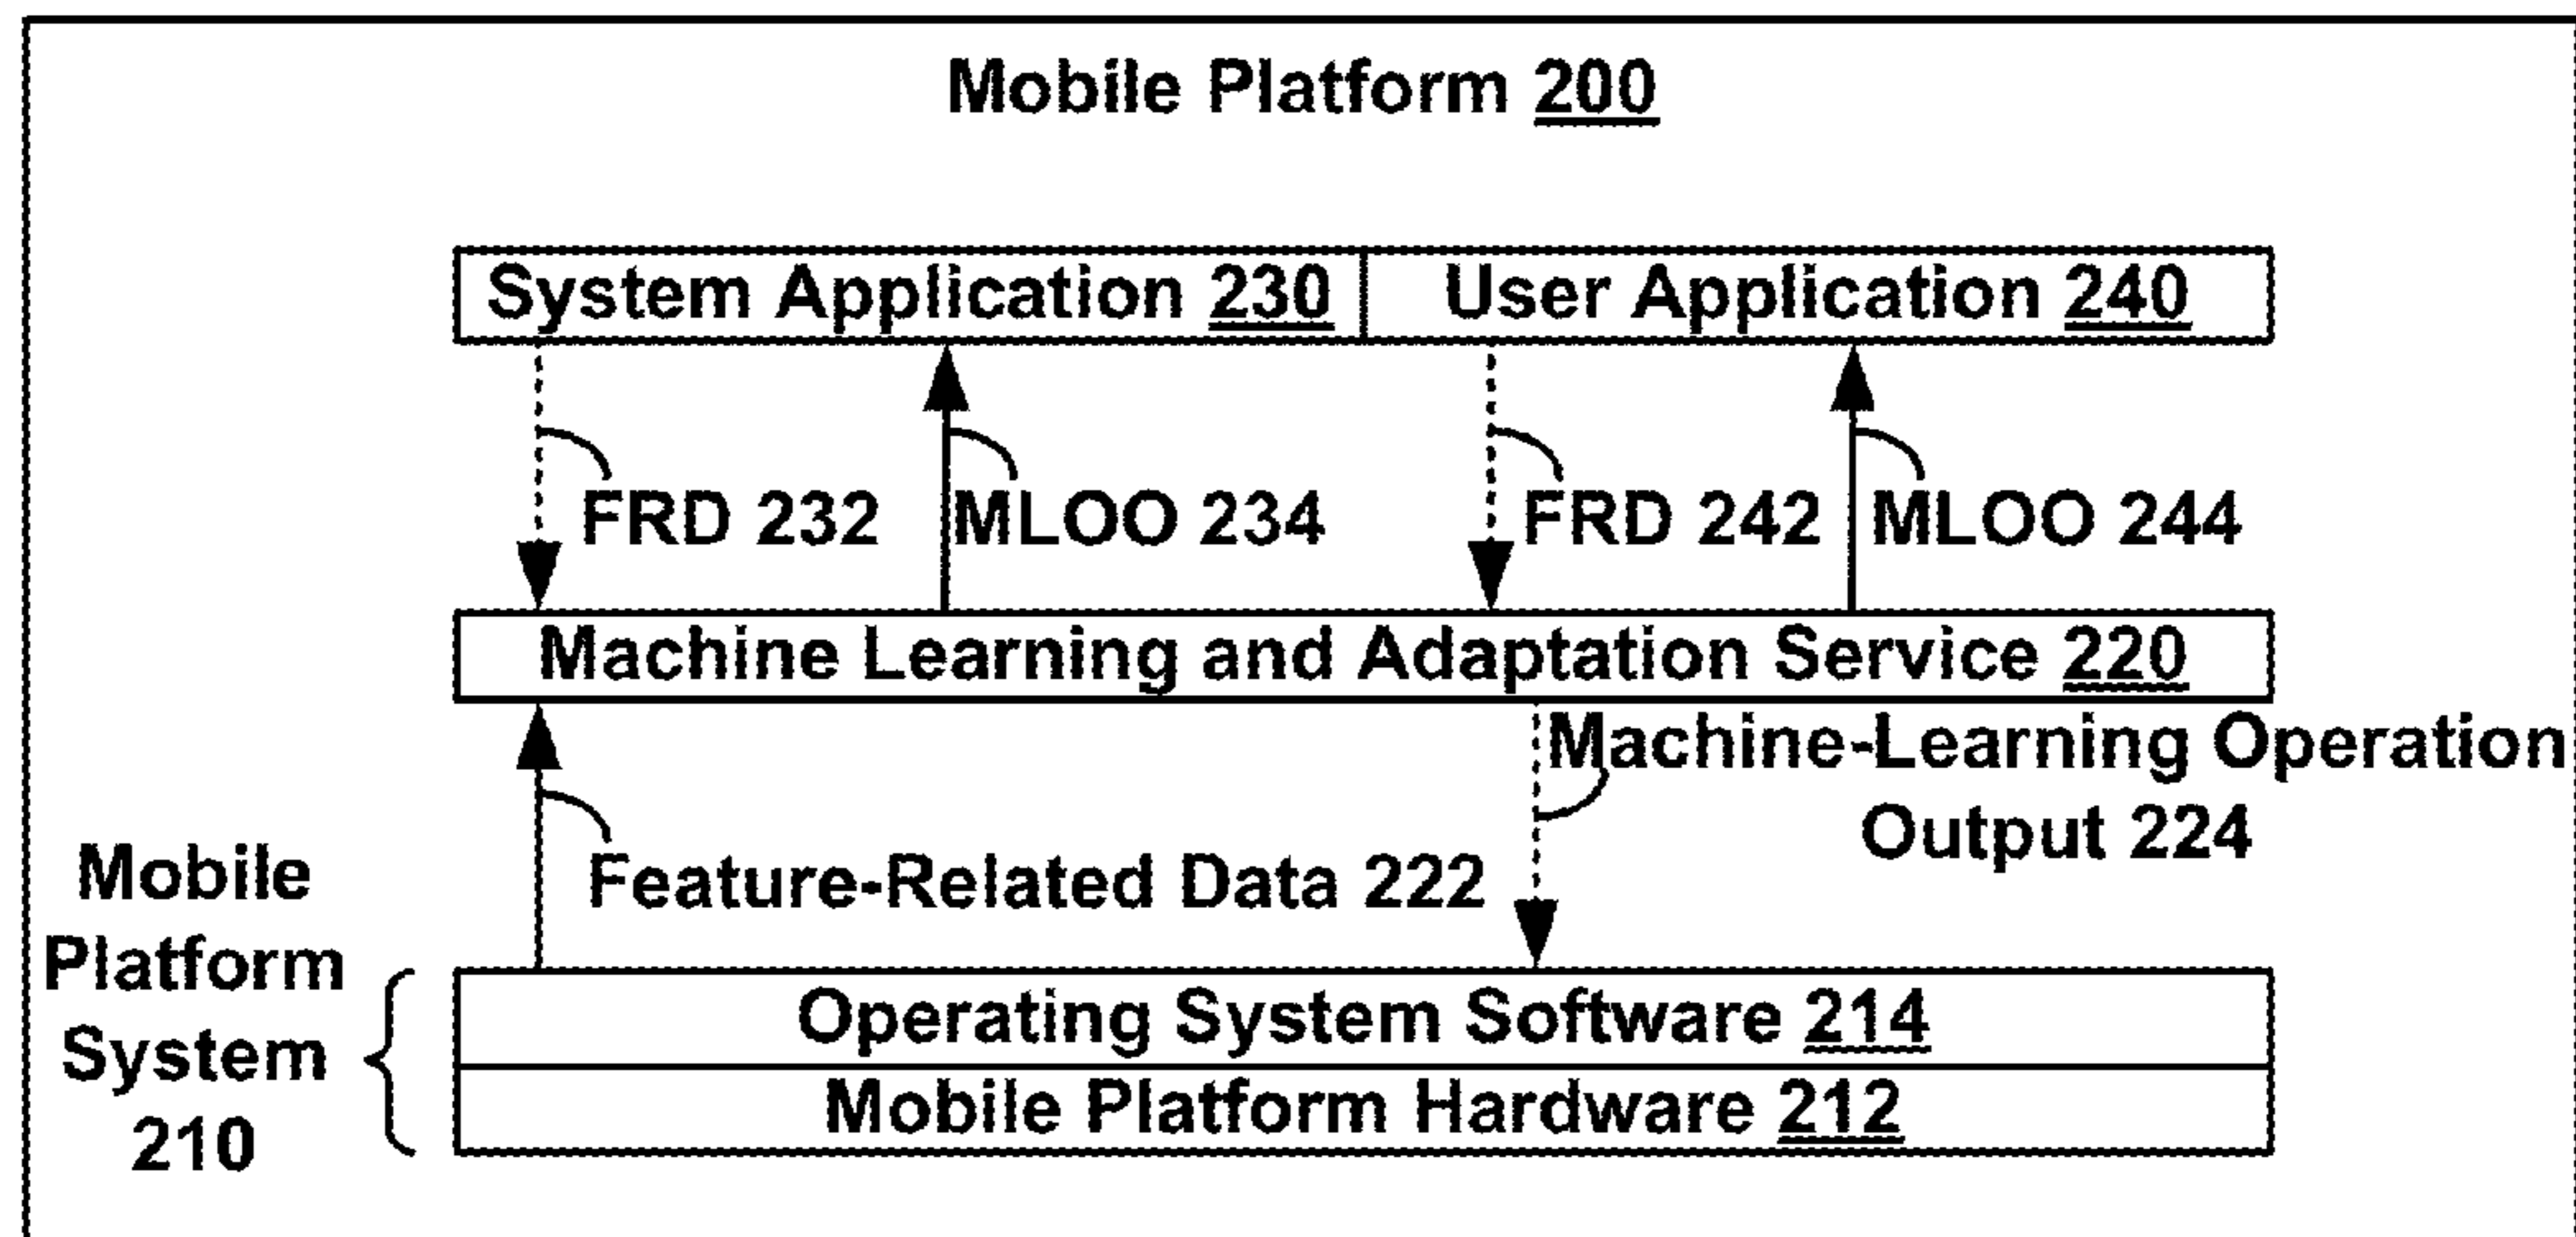 Mobile Platform 200
System Application 230
User Application 240
FRD 232
MLOO 234
FRD 242
MLOO 244
Machine Learning and Adaptation Service 220
Machine-Learning Operation
Output 224
Feature-Related Data 222
Mobile
Platform
System
210
Operating System Software 214
Mobile Platform Hardware 212